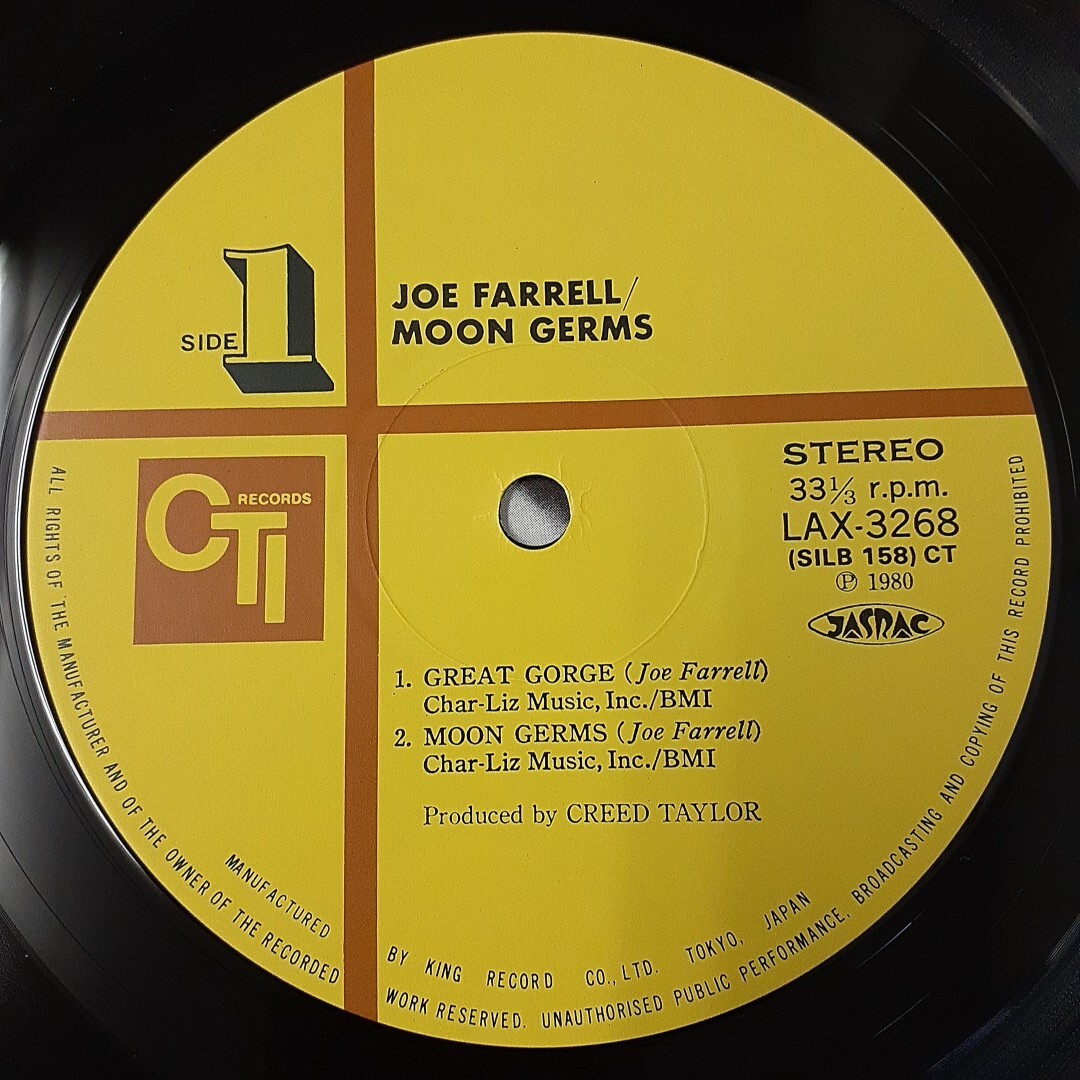 SIDE 1
JOE FARRELL/
MOON GERMS
CTI RECORDS
STEREO
33⅓ r.p.m.
LAX-3268
(SILB 158) CT
Ⓟ 1980
JASRAC
1. GREAT GORGE (Joe Farrell)
Char-Liz Music, Inc./BMI
2. MOON GERMS (Joe Farrell)
Char-Liz Music, Inc./BMI
Produced by CREED TAYLOR
MANUFACTURED BY KING RECORD CO., LTD. TOKYO, JAPAN
ALL RIGHTS OF THE MANUFACTURER AND OF THE OWNER OF THE RECORDED WORK RESERVED. UNAUTHORISED PUBLIC PERFORMANCE, BROADCASTING AND COPYING OF THIS RECORD PROHIBITED